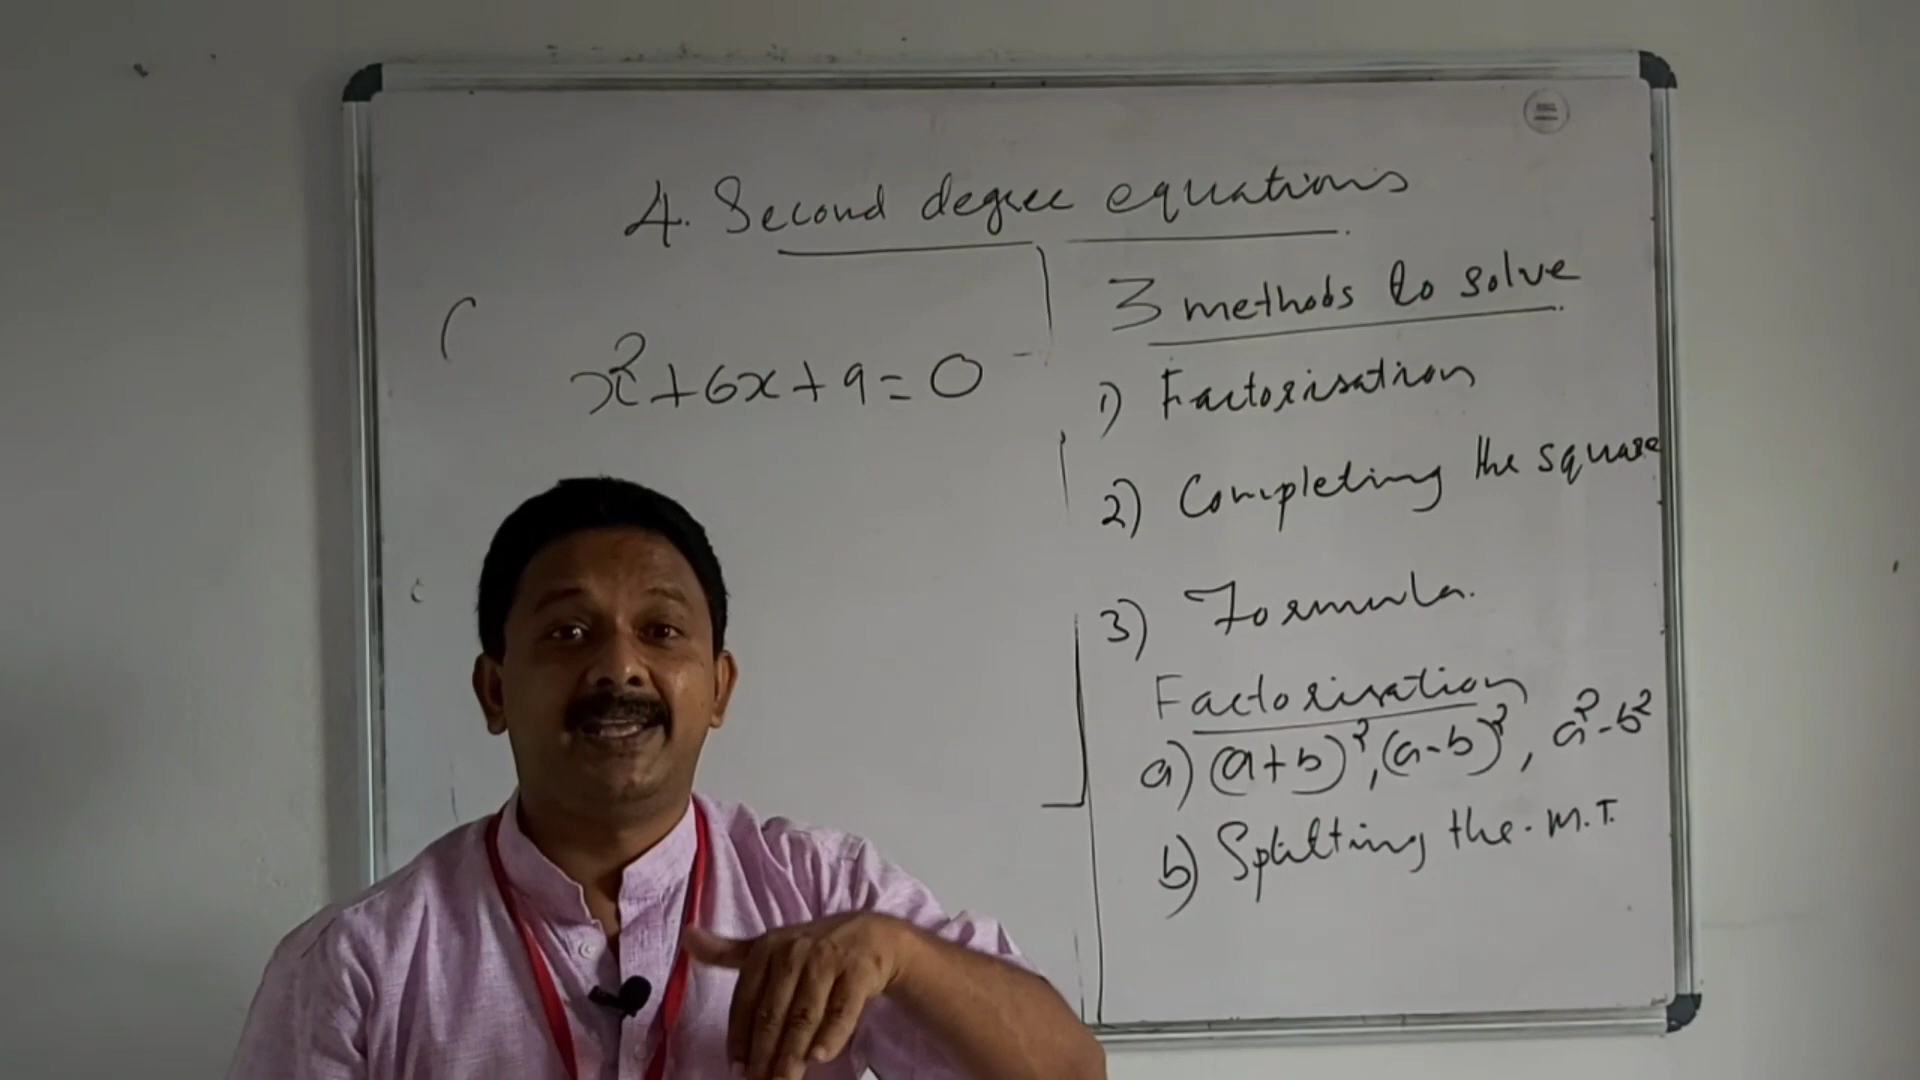 4. Second degree equations
x²+6x+9=0
3 methods to solve
1) Factorisation
2) Completing the square
3) Formula.
Factorisation
a) (a+b)², (a-b)², a²-b²
b) Splitting the. M.T.